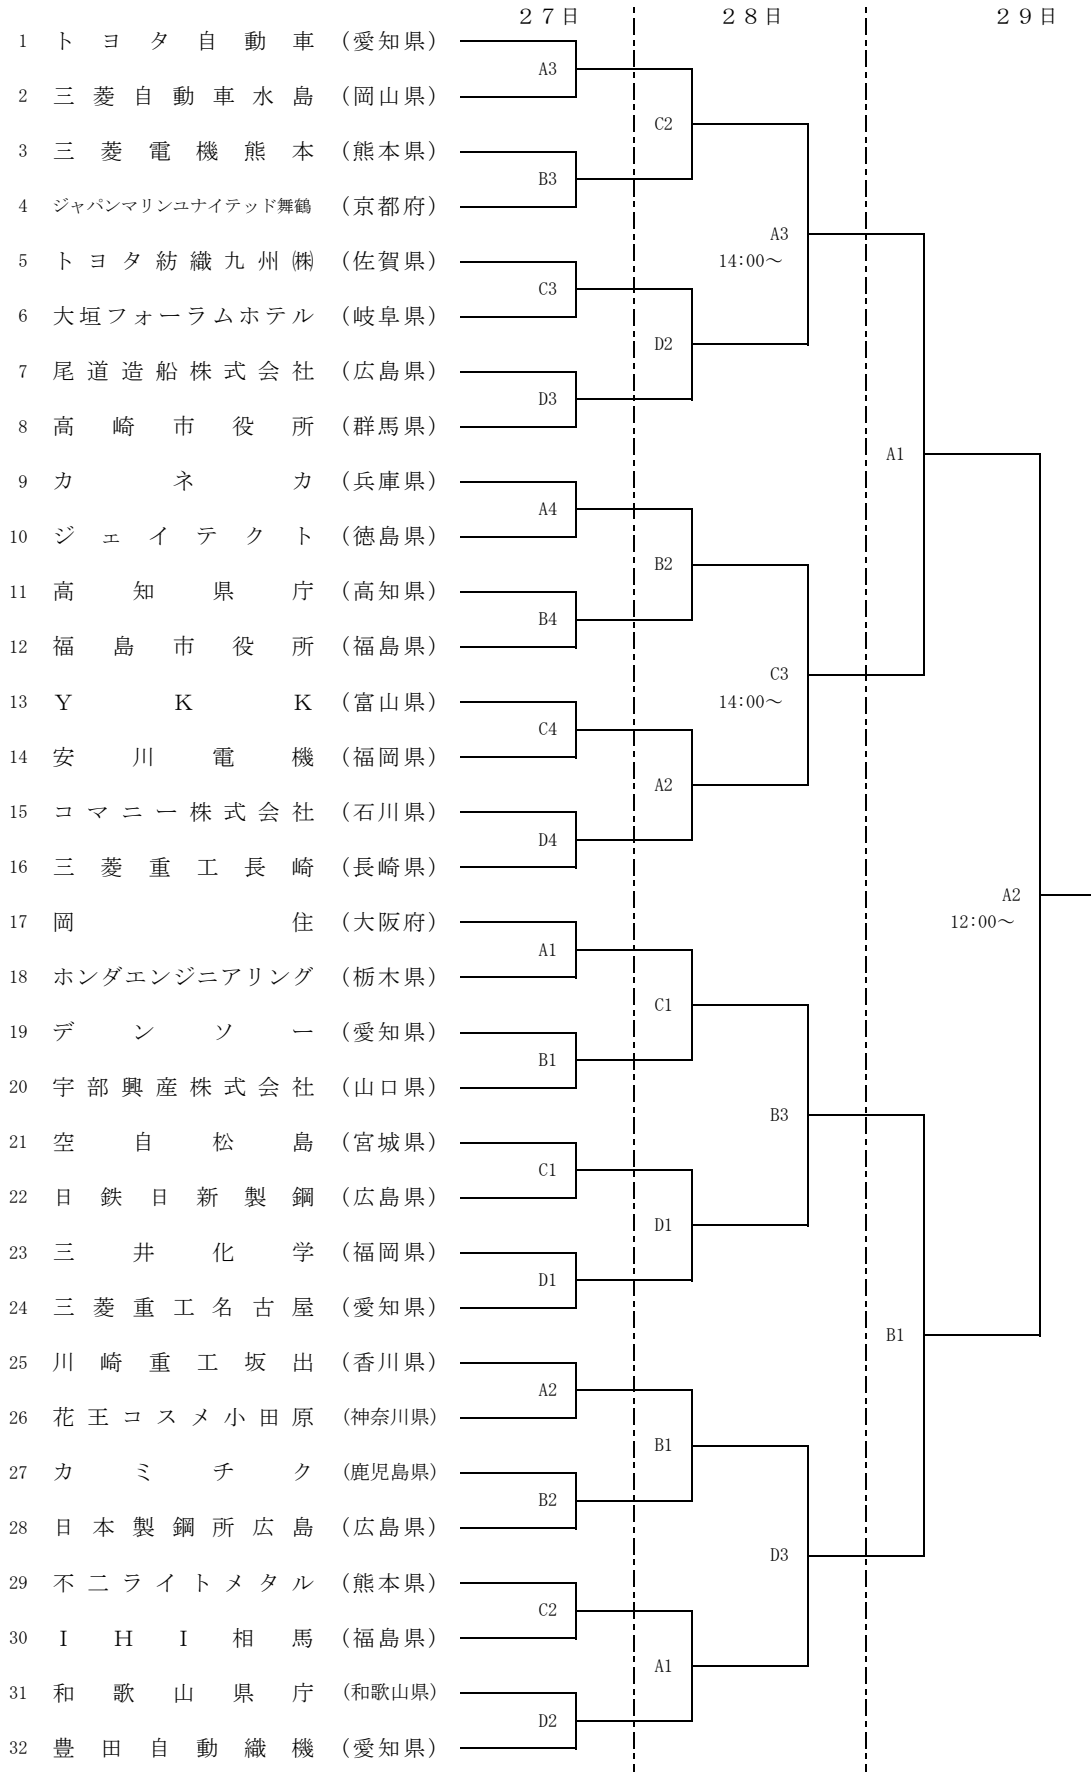 ２７日 ２８日 ２９日
1 トヨタ自動車 (愛知県)
A3
2 三菱自動車水島 (岡山県)
C2
3 三菱電機熊本 (熊本県)
B3
4 ジャパンマリンユナイテッド舞鶴 (京都府)
A3
14:00～
5 トヨタ紡織九州㈱ (佐賀県)
C3
6 大垣フォーラムホテル (岐阜県)
D2
7 尾道造船株式会社 (広島県)
D3
8 高崎市役所 (群馬県)
A1
9 カネカ (兵庫県)
A4
10 ジェイテクト (徳島県)
B2
11 高知県庁 (高知県)
B4
12 福島市役所 (福島県)
C3
14:00～
13 ＹＫＫ (富山県)
C4
14 安川電機 (福岡県)
A2
15 コマニー株式会社 (石川県)
D4
16 三菱重工長崎 (長崎県)
A2
12:00～
17 岡住 (大阪府)
A1
18 ホンダエンジニアリング (栃木県)
C1
19 デンソー (愛知県)
B1
20 宇部興産株式会社 (山口県)
B3
21 空自松島 (宮城県)
C1
22 日鉄日新製鋼 (広島県)
D1
23 三井化学 (福岡県)
D1
24 三菱重工名古屋 (愛知県)
B1
25 川崎重工坂出 (香川県)
A2
26 花王コスメ小田原 (神奈川県)
B1
27 カミチク (鹿児島県)
B2
28 日本製鋼所広島 (広島県)
D3
29 不二ライトメタル (熊本県)
C2
30 ＩＨＩ相馬 (福島県)
A1
31 和歌山県庁 (和歌山県)
D2
32 豊田自動織機 (愛知県)